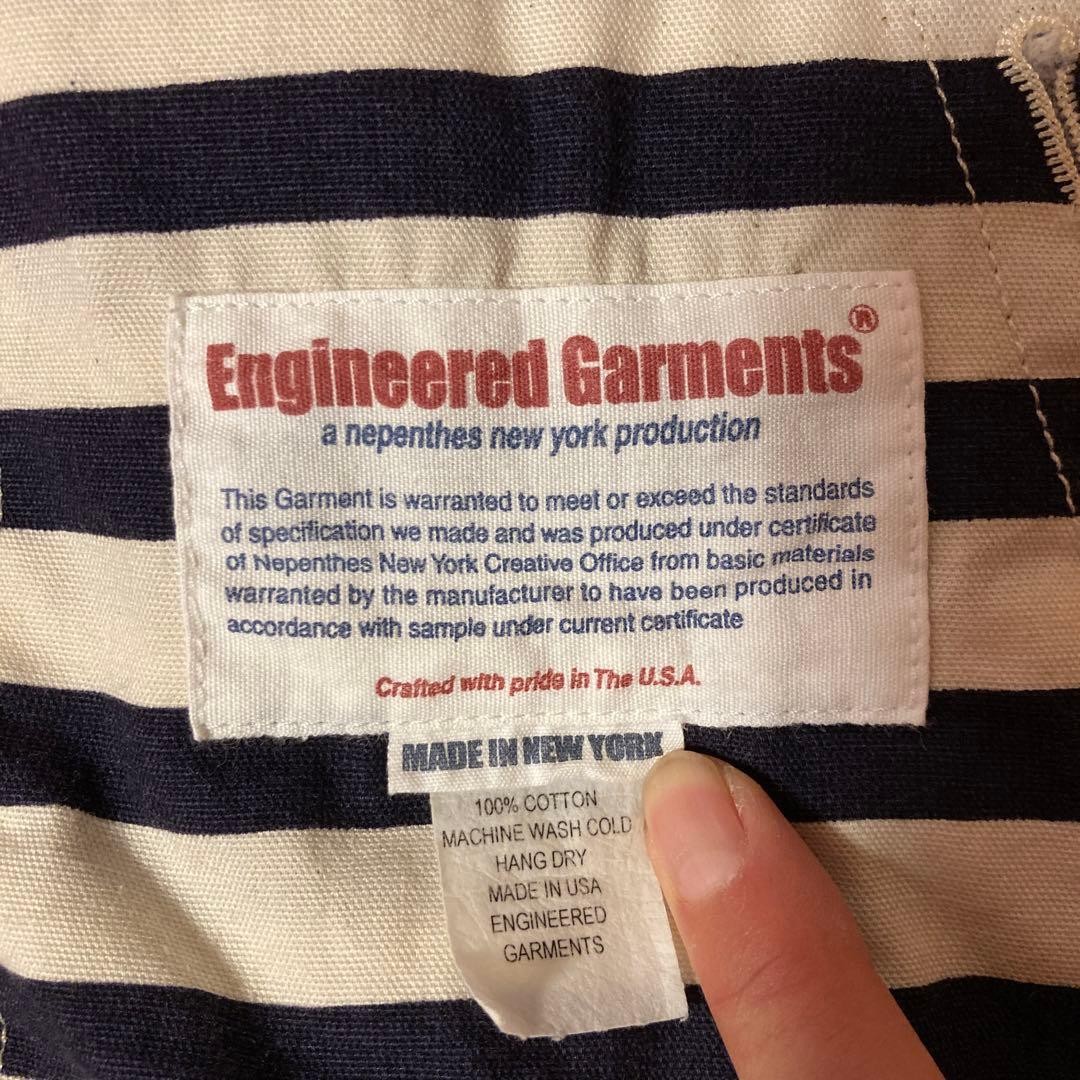 Engineered Garments®
a nepenthes new york production
This Garment is warranted to meet or exceed the standards
of specification we made and was produced under certificate
of Nepenthes New York Creative Office from basic materials
warranted by the manufacturer to have been produced in
accordance with sample under current certificate
Crafted with pride in The U.S.A.
MADE IN NEW YORK
100% COTTON
MACHINE WASH COLD
HANG DRY
MADE IN USA
ENGINEERED
GARMENTS